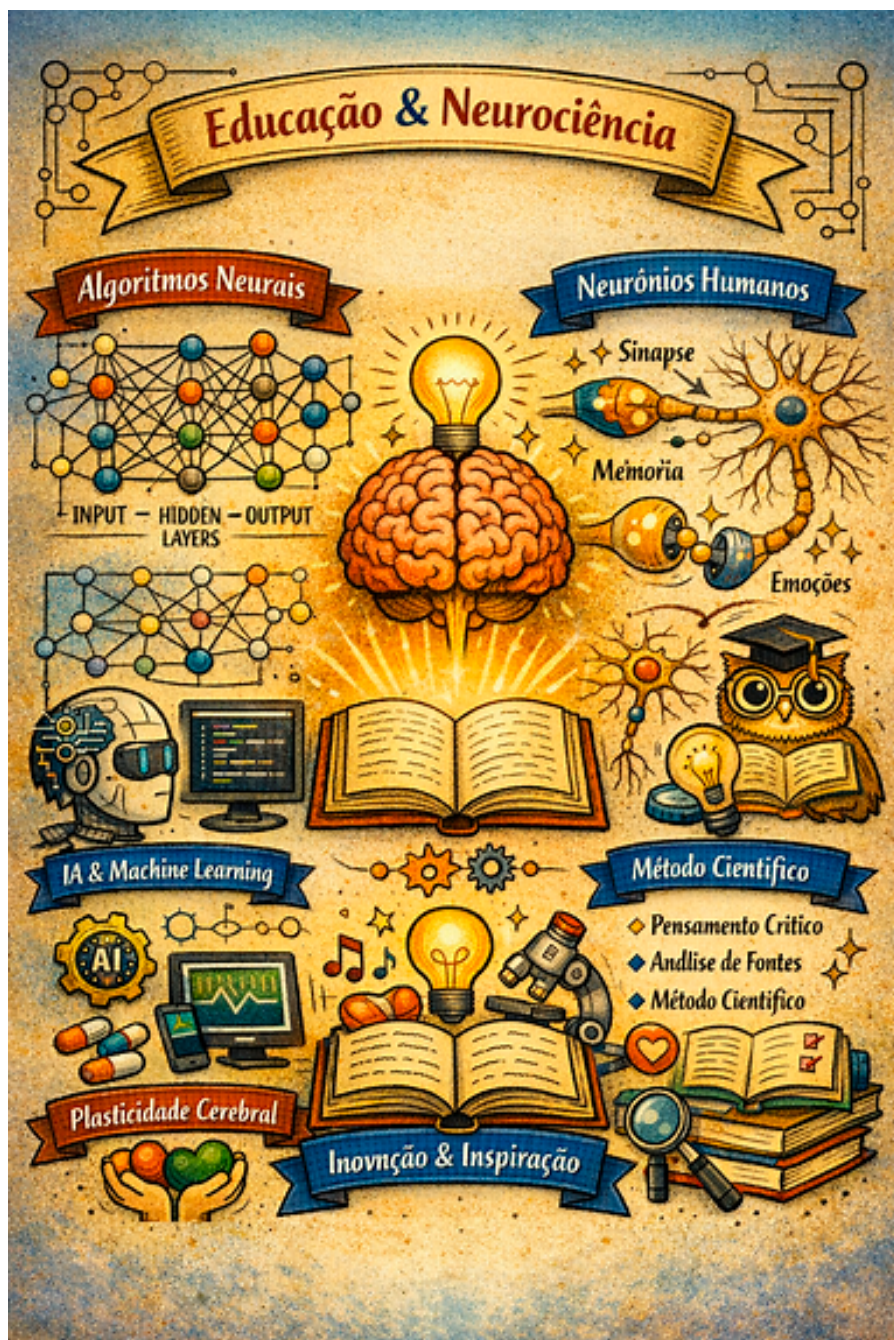 Educação & Neurociência
Algoritmos Neurais
Neurônios Humanos
Sinapse
Memoria
INPUT – HIDDEN – OUTPUT
LAYERS
Emoções
IA & Machine Learning
Método Cientifico
AI
Pensamento Critico
Andlise de Fontes
Método Cientifico
Plasticidade Cerebral
Inovnção & Inspiração